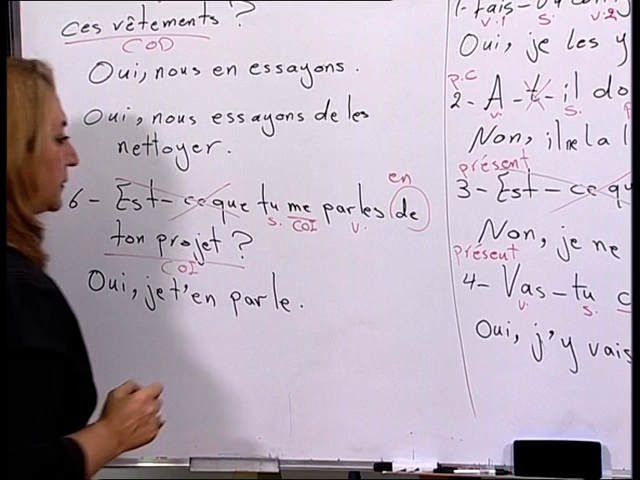 ces vêtements ?
COD
Oui, nous en essayons.
Oui, nous essayons de les
nettoyer.
en
6 - Est-ce que tu me parles de
s. COI v.
ton projet ?
COI
Oui, je t'en parle.
1- fais-
v.1 s. v.2
Oui, je les y
p.c
2- A-t-il do
v. s.
Non, il ne la l
présent
3- Est-ce qu
Non, je ne
présent
4- Vas-tu c
v. s.
Oui, j'y vais